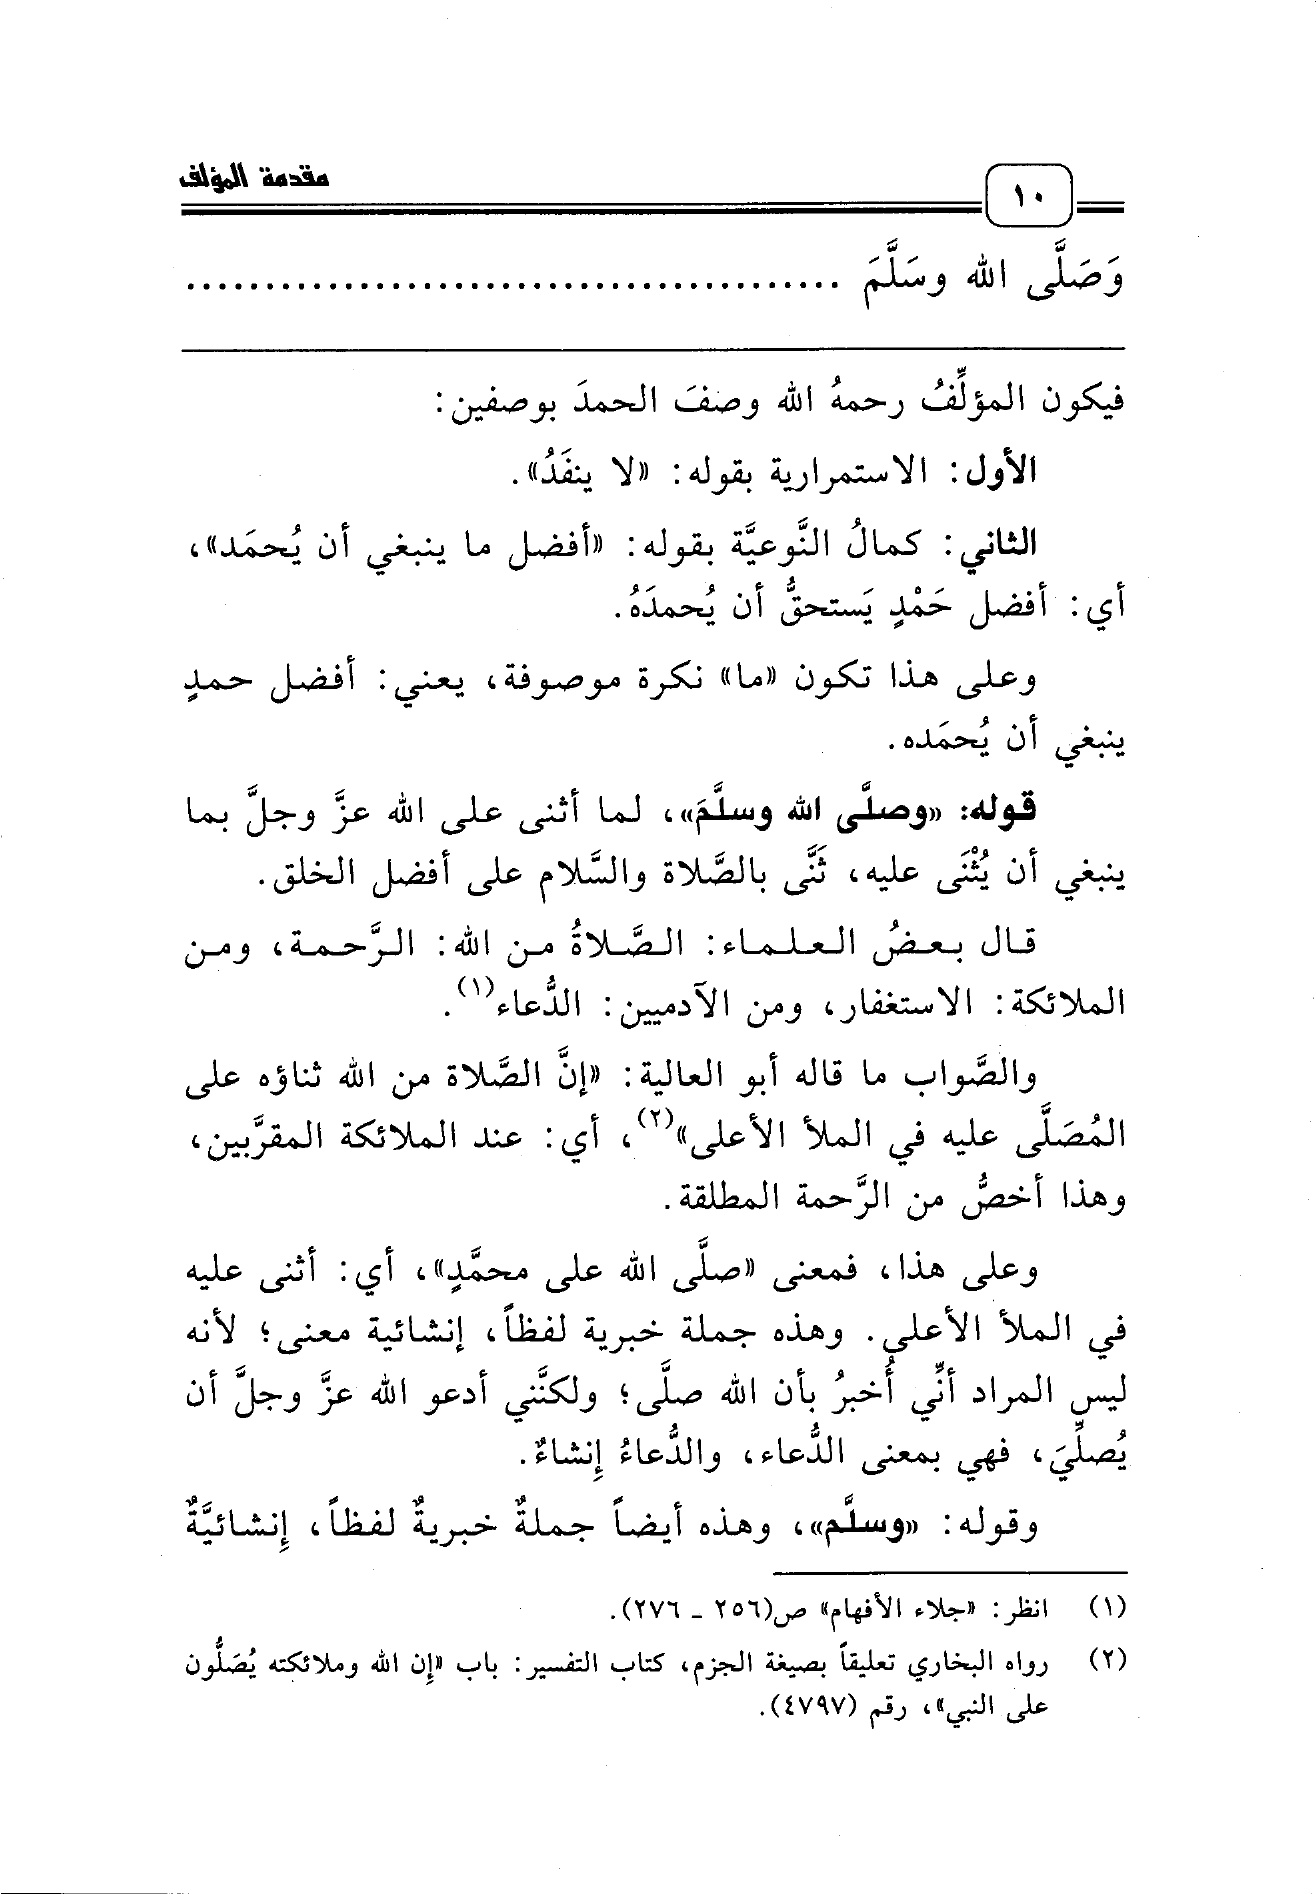 مقدمة المؤلف
١٠
وَصَلَّى الله وسَلَّمَ ..........................................
فيكون المؤلِّفُ رحمهُ الله وصفَ الحمدَ بوصفين:
الأول: الاستمرارية بقوله: «لا ينفَدُ».
الثاني: كمالُ النَّوعيَّة بقوله: «أفضل ما ينبغي أن يُحمَد»،
أي: أفضل حَمْدٍ يَستحقُّ أن يُحمدَهُ.
وعلى هذا تكون «ما» نكرة موصوفة، يعني: أفضل حمدٍ
ينبغي أن يُحمَده.
قوله: «وصلَّى الله وسلَّمَ»، لما أثنى على الله عزَّ وجلَّ بما
ينبغي أن يُثْنَى عليه، ثَنَّى بالصَّلاة والسَّلام على أفضل الخلق.
قال بعضُ العلماء: الصَّلاةُ من الله: الرَّحمة، ومن
الملائكة: الاستغفار، ومن الآدميين: الدُّعاء(١).
والصَّواب ما قاله أبو العالية: «إنَّ الصَّلاة من الله ثناؤه على
المُصَلَّى عليه في الملأ الأعلى»(٢)، أي: عند الملائكة المقرَّبين،
وهذا أخصُّ من الرَّحمة المطلقة.
وعلى هذا، فمعنى «صلَّى الله على محمَّدٍ»، أي: أثنى عليه
في الملأ الأعلى. وهذه جملة خبرية لفظاً، إنشائية معنى؛ لأنه
ليس المراد أنِّي أُخبرُ بأن الله صلَّى؛ ولكنَّني أدعو الله عزَّ وجلَّ أن
يُصلِّيَ، فهي بمعنى الدُّعاء، والدُّعاءُ إِنشاءٌ.
وقوله: «وسلَّم»، وهذه أيضاً جملةٌ خبريةٌ لفظاً، إِنشائيَّةٌ
(١) انظر: «جلاء الأفهام» ص(٢٥٦ - ٢٧٦).
(٢) رواه البخاري تعليقاً بصيغة الجزم، كتاب التفسير: باب «إِن الله وملائكته يُصَلُّون
على النبي»، رقم (٤٧٩٧).